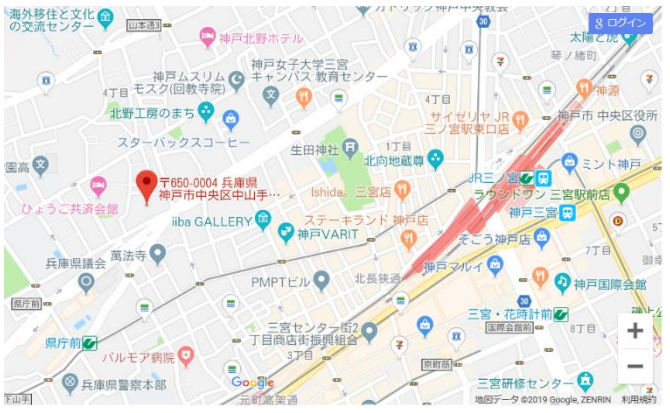 海外移住と文化
の交流センター
山本通3
神戸北野ホテル
30
ログイン
太陽と虎
琴ノ緒町
神戸ムスリム
モスク(回教寺院)
神戸女子大学三宮
キャンパス 教育センター
4丁目
北野工房のまち
4丁目
サイゼリヤ JR
三ノ宮駅東口店
神源
神戸市 中央区役所
スターバックスコーヒー
生田神社
1丁目
北向地蔵尊
ミント神戸
園高
〒650-0004 兵庫県
神戸市中央区中山手…
Ishida。三宮店
JR三ノ宮
ラウンドワン 三宮駅前店
ひょうご共済会館
iiba GALLERY
ステーキランド 神戸店
神戸三宮
神戸VARIT
そごう神戸店
7丁目
萬法寺
兵庫県議会
PMPTビル
北長狭通
神戸マルイ
神戸国際会館
県庁前
30
三宮・花時計前
国際会館前
8丁目
三宮センター街2
丁目商店街振興組合
3丁目
県庁前
パルモア病院
京町筋
兵庫県警察本部
Google
元町高架通
三宮研修センター
下山手
地図データ ©2019 Google, ZENRIN
利用規約